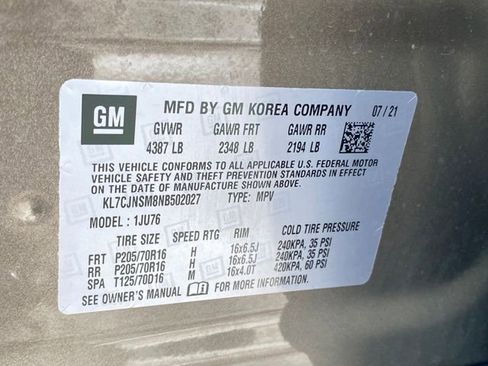 GM MFD BY GM KOREA COMPANY 07/21
GVWR GAWR FRT GAWR RR
4387 LB 2348 LB 2194 LB
THIS VEHICLE CONFORMS TO ALL APPLICABLE U.S. FEDERAL MOTOR
VEHICLE SAFETY AND THEFT PREVENTION STANDARDS IN EFFECT
ON THE DATE OF MANUFACTURE SHOWN ABOVE.
KL7CJNSM8NB502027 TYPE: MPV
MODEL: 1JU76
TIRE SIZE SPEED RTG RIM COLD TIRE PRESSURE
FRT P205/70R16 H 16x6.5J 240KPA, 35 PSI
RR P205/70R16 H 16x6.5J 240KPA, 35 PSI
SPA T125/70D16 M 16x4.0T 420KPA, 60 PSI
SEE OWNER'S MANUAL FOR MORE INFORMATION